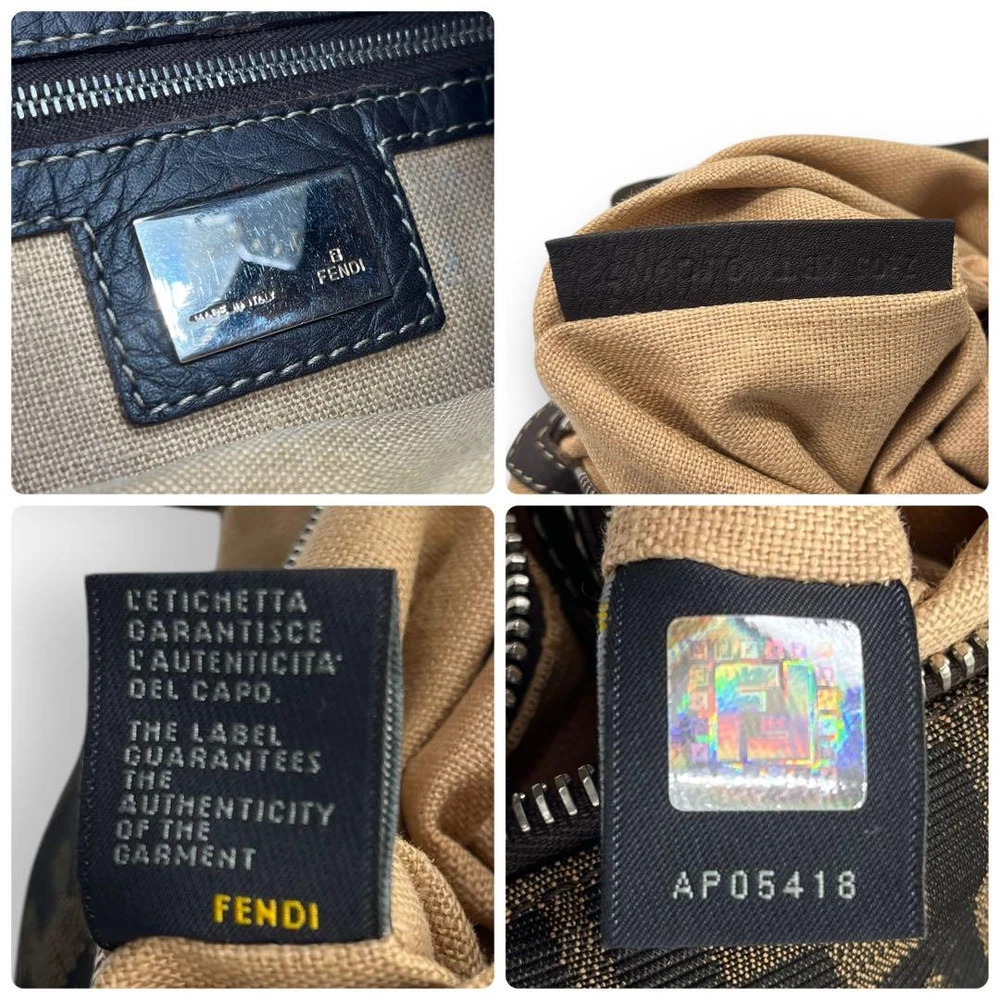 FENDI
MADE IN ITALY
L'ETICHETTA
GARANTISCE
L'AUTENTICITA'
DEL CAPO.
THE LABEL
GUARANTEES
THE
AUTHENTICITY
OF THE
GARMENT
FENDI
AP05418